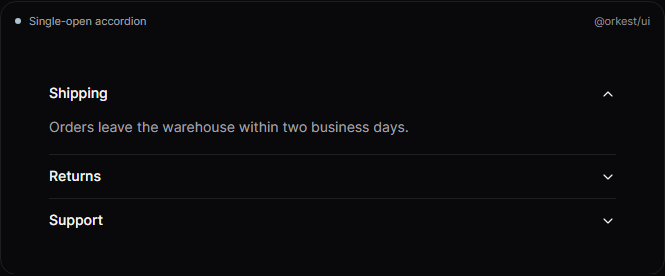 Single-open accordion
@orkest/ui
Shipping
Orders leave the warehouse within two business days.
Returns
Support